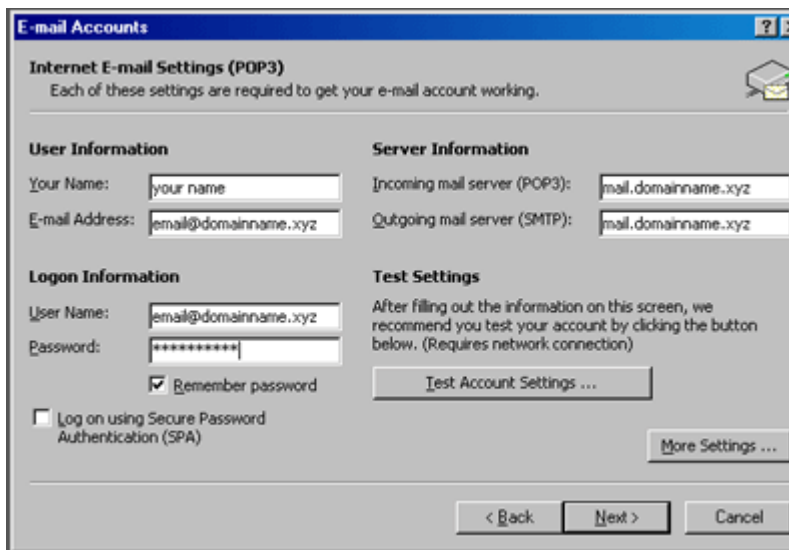 E-mail Accounts
?
Internet E-mail Settings (POP3)
Each of these settings are required to get your e-mail account working.
User Information
Your Name: your name
E-mail Address: email@domainname.xyz
Server Information
Incoming mail server (POP3): mail.domainname.xyz
Outgoing mail server (SMTP): mail.domainname.xyz
Logon Information
User Name: email@domainname.xyz
Password: **********
Remember password
Log on using Secure Password
Authentication (SPA)
Test Settings
After filling out the information on this screen, we
recommend you test your account by clicking the button
below. (Requires network connection)
Test Account Settings ...
More Settings ...
< Back
Next >
Cancel